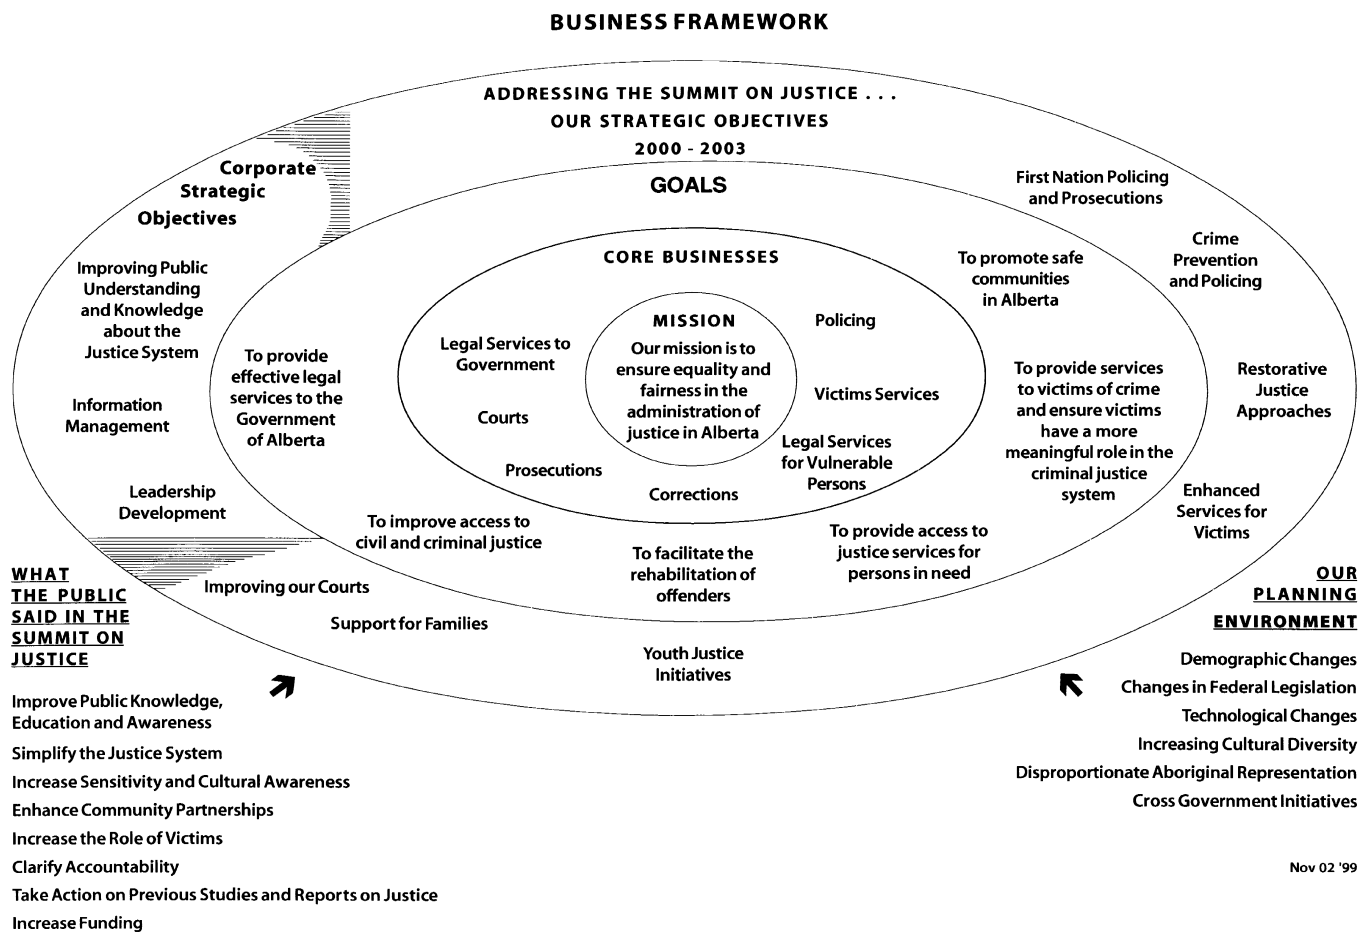 BUSINESS FRAMEWORK
ADDRESSING THE SUMMIT ON JUSTICE . . .
OUR STRATEGIC OBJECTIVES
2000 - 2003
Corporate
Strategic
Objectives
Improving Public
Understanding
and Knowledge
about the
Justice System
Information
Management
Leadership
Development
Improving our Courts
Support for Families
Youth Justice
Initiatives
First Nation Policing
and Prosecutions
Crime
Prevention
and Policing
Restorative
Justice
Approaches
Enhanced
Services for
Victims
GOALS
To provide
effective legal
services to the
Government
of Alberta
To improve access to
civil and criminal justice
To facilitate the
rehabilitation of
offenders
To provide access to
justice services for
persons in need
To promote safe
communities
in Alberta
To provide services
to victims of crime
and ensure victims
have a more
meaningful role in the
criminal justice
system
CORE BUSINESSES
Legal Services to
Government
Courts
Prosecutions
Corrections
Policing
Victims Services
Legal Services
for Vulnerable
Persons
MISSION
Our mission is to
ensure equality and
fairness in the
administration of
justice in Alberta
WHAT
THE PUBLIC
SAID IN THE
SUMMIT ON
JUSTICE
Improve Public Knowledge,
Education and Awareness
Simplify the Justice System
Increase Sensitivity and Cultural Awareness
Enhance Community Partnerships
Increase the Role of Victims
Clarify Accountability
Take Action on Previous Studies and Reports on Justice
Increase Funding
OUR
PLANNING
ENVIRONMENT
Demographic Changes
Changes in Federal Legislation
Technological Changes
Increasing Cultural Diversity
Disproportionate Aboriginal Representation
Cross Government Initiatives
Nov 02 '99